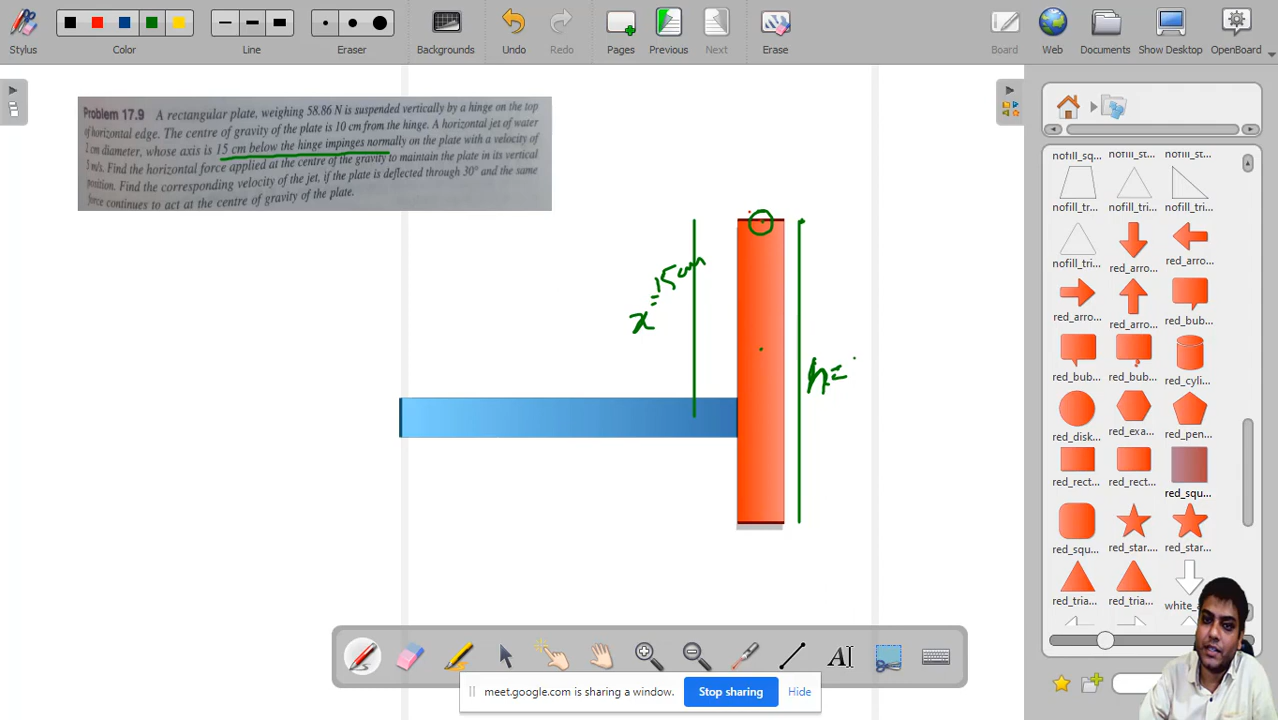 Stylus Color Line Eraser Backgrounds Undo Redo Pages Previous Next Erase Board Web Documents Show Desktop OpenBoard
Problem 17.9 A rectangular plate, weighing 58.86 N is suspended vertically by a hinge on the top
of horizontal edge. The centre of gravity of the plate is 10 cm from the hinge. A horizontal jet of water
2 cm diameter, whose axis is 15 cm below the hinge impinges normally on the plate with a velocity of
5 m/s. Find the horizontal force applied at the centre of the gravity to maintain the plate in its vertical
position. Find the corresponding velocity of the jet, if the plate is deflected through 30° and the same
force continues to act at the centre of gravity of the plate.
x = 15 cm
h =
nofill_sq... nofill_st... nofill_st...
nofill_tr... nofill_tri... nofill_tri...
nofill_tri... red_arro... red_arro...
red_arro... red_arro... red_bub...
red_bub... red_bub... red_cyli...
red_disk... red_exa... red_pen...
red_rect... red_rect... red_squ...
red_squ... red_star.... red_star...
red_tria... red_tria... white_a...
A
meet.google.com is sharing a window. Stop sharing Hide